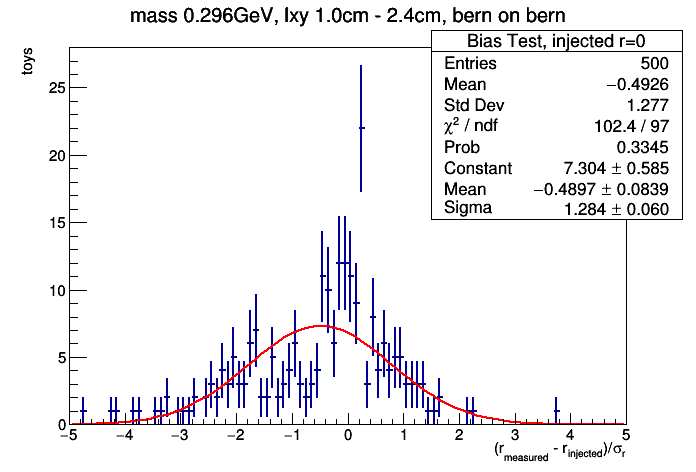 mass 0.296GeV, lxy 1.0cm - 2.4cm, bern on bern
toys
Bias Test, injected r=0
Entries 500
Mean −0.4926
Std Dev 1.277
χ² / ndf 102.4 / 97
Prob 0.3345
Constant 7.304 ± 0.585
Mean −0.4897 ± 0.0839
Sigma 1.284 ± 0.060
25
20
15
10
5
0
−5 −4 −3 −2 −1 0 1 2 3 4 5
(r_measured - r_injected)/σ_r